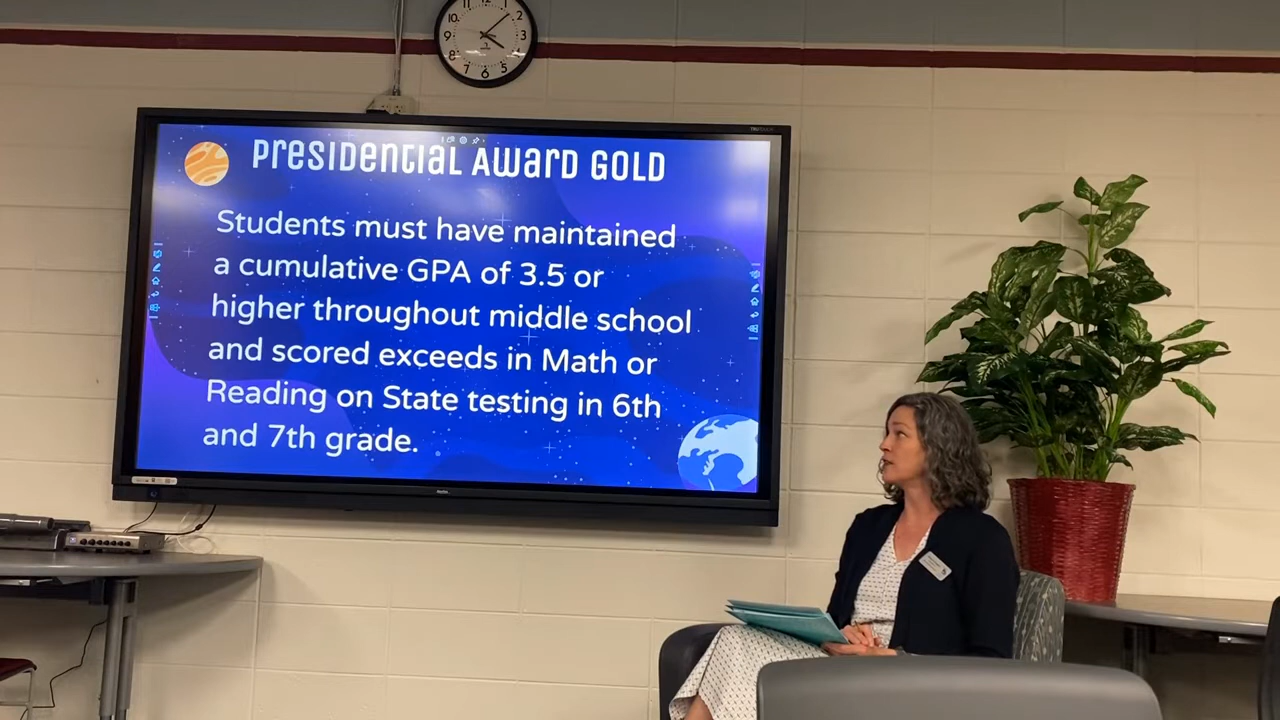 PRESIDENTIAL AWARD GOLD
Students must have maintained
a cumulative GPA of 3.5 or
higher throughout middle school
and scored exceeds in Math or
Reading on State testing in 6th
and 7th grade.